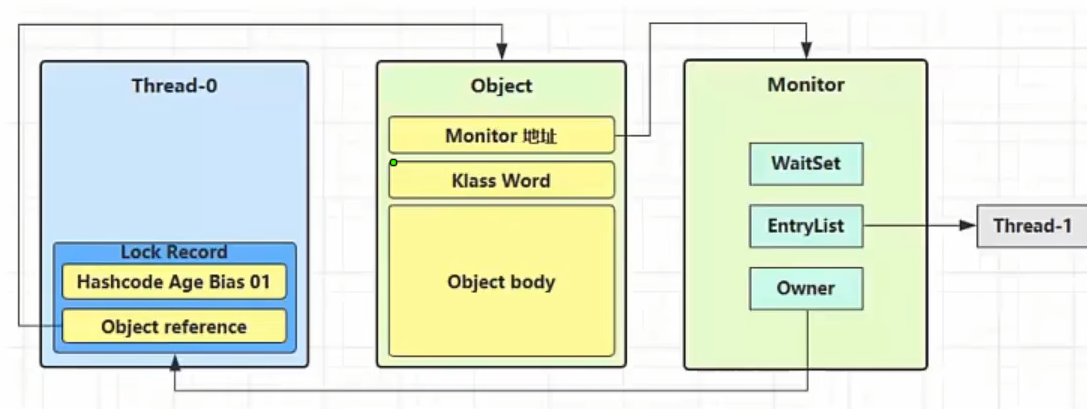 Thread-0
Lock Record
Hashcode Age Bias 01
Object reference
Object
Monitor 地址
Klass Word
Object body
Monitor
WaitSet
EntryList
Owner
Thread-1